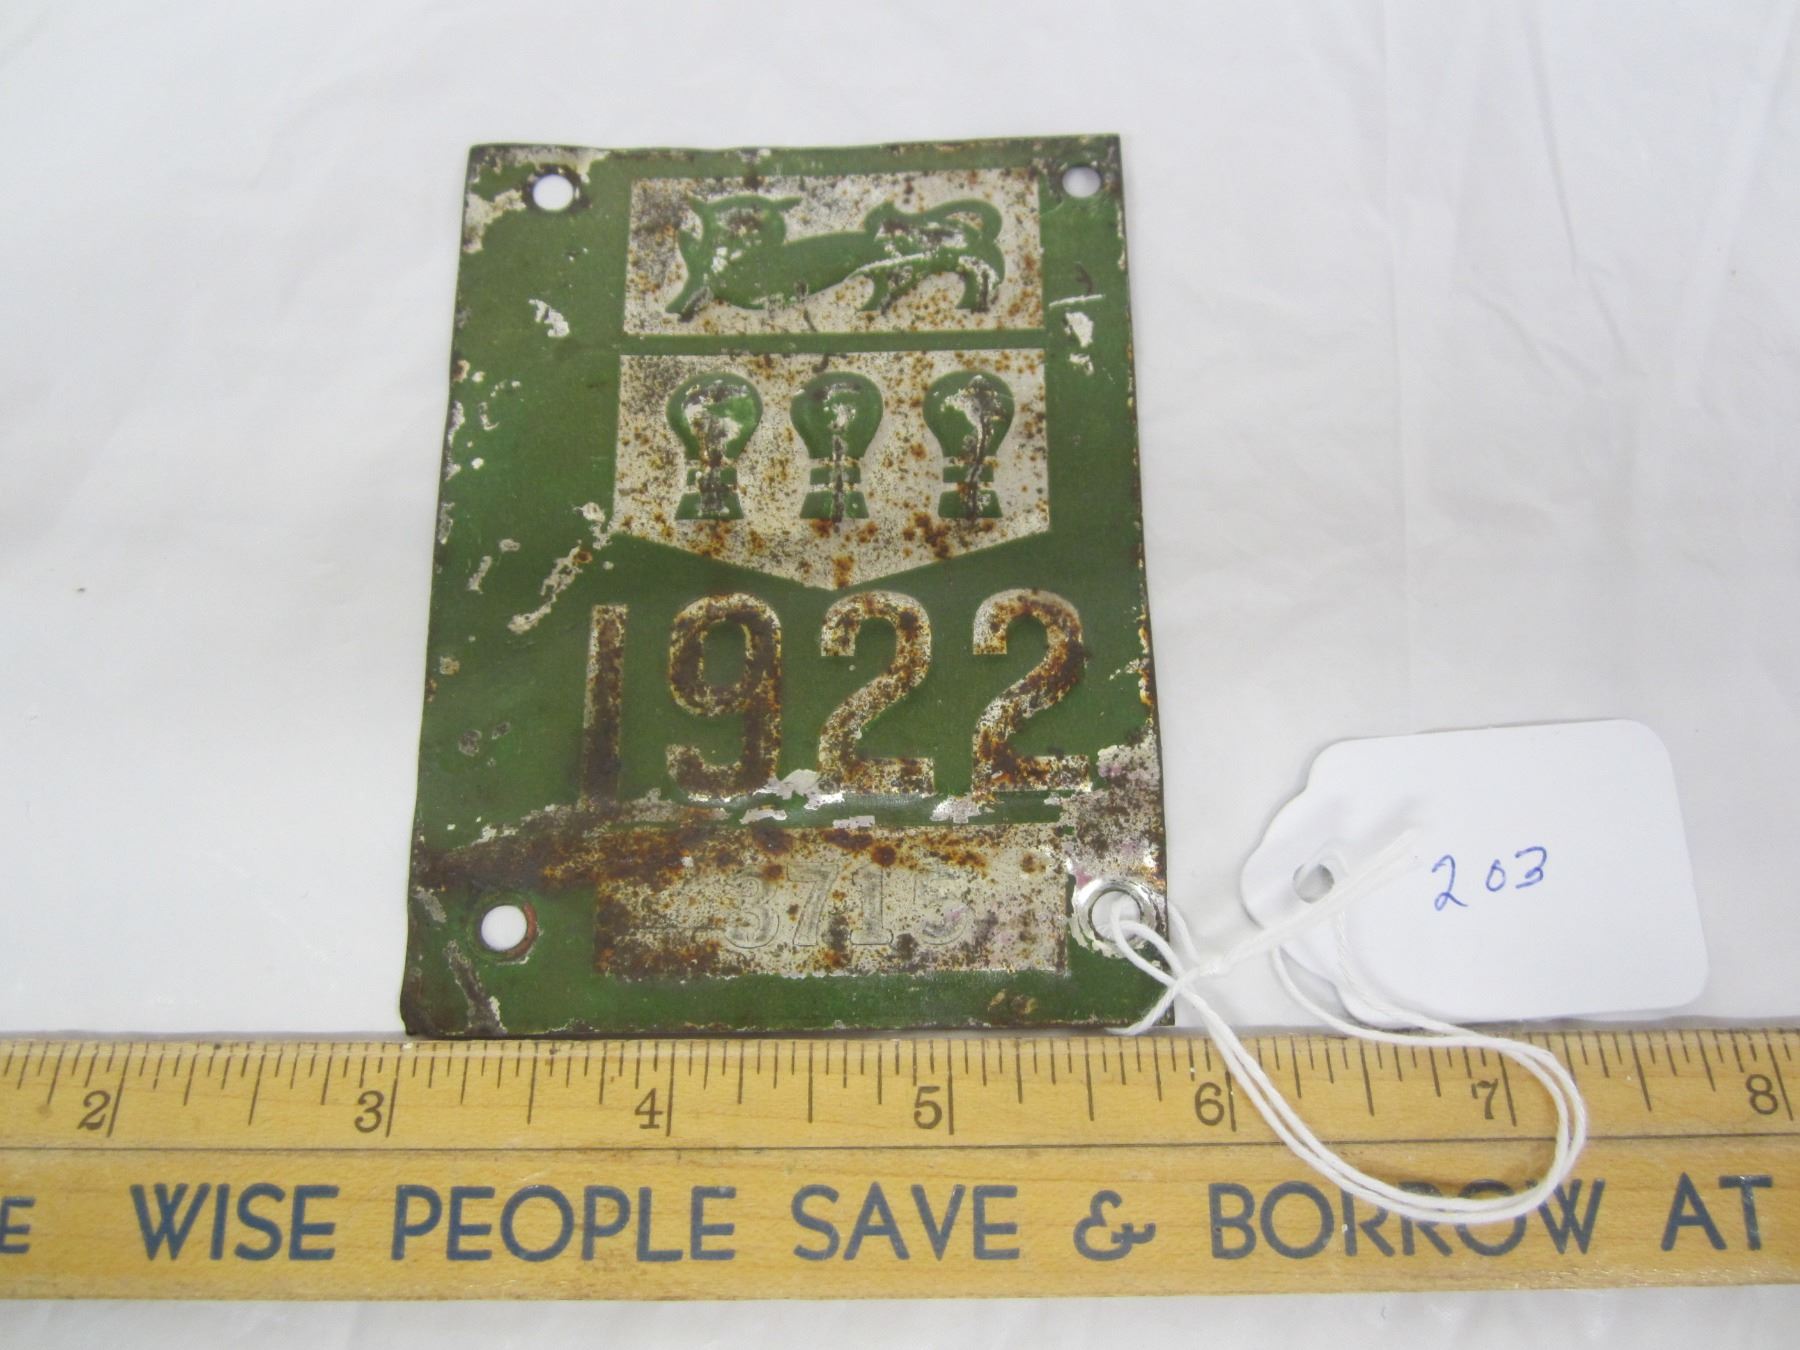 1922
3715
203
2 3 4 5 6 7 8
E WISE PEOPLE SAVE & BORROW AT